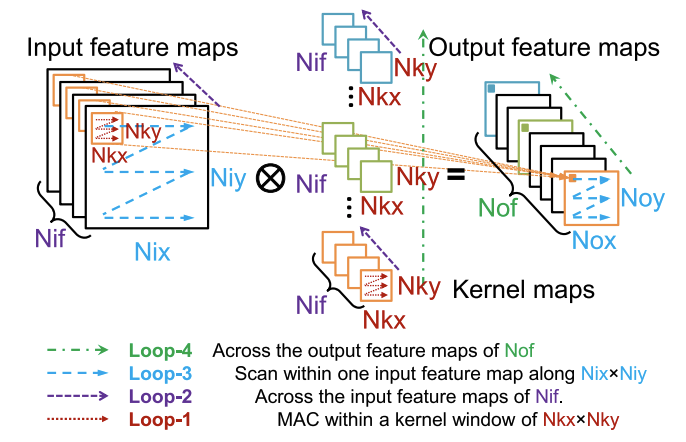 Input feature maps
Nif
Nky
Nkx
Output feature maps
Nky
Nkx
Niy
⊗
Nif
Nky
=
Nkx
Noy
Nof
Nox
Nif
Nix
Nif
Nky
Nkx
Kernel maps
Loop-4 Across the output feature maps of Nof
Loop-3 Scan within one input feature map along Nix×Niy
Loop-2 Across the input feature maps of Nif.
Loop-1 MAC within a kernel window of Nkx×Nky